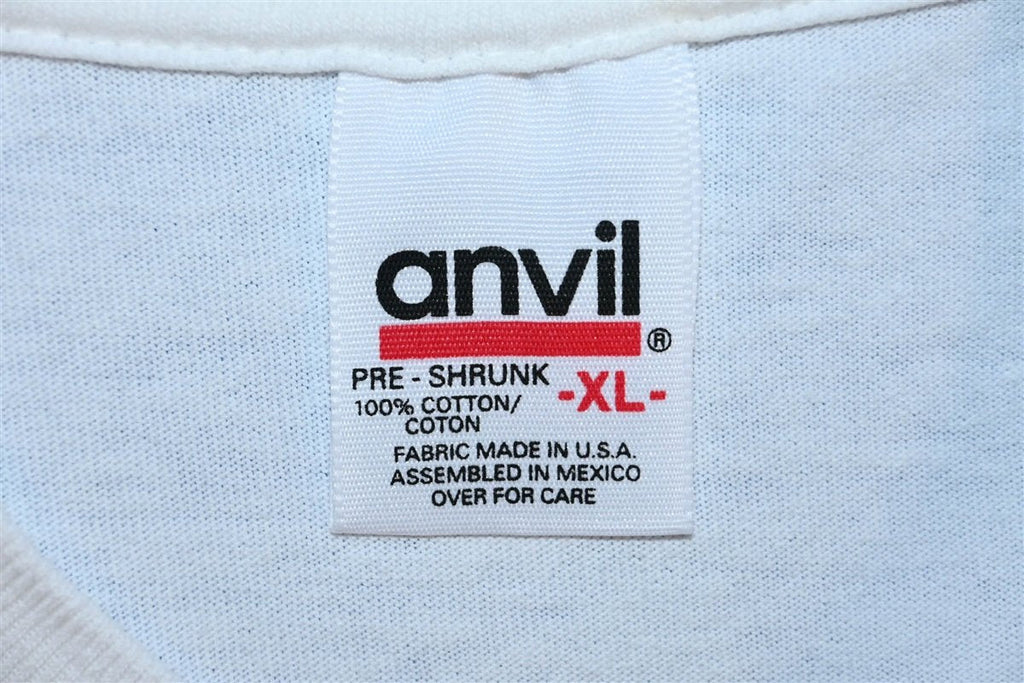 anvil®
PRE - SHRUNK -XL-
100% COTTON/
COTON
FABRIC MADE IN U.S.A.
ASSEMBLED IN MEXICO
OVER FOR CARE